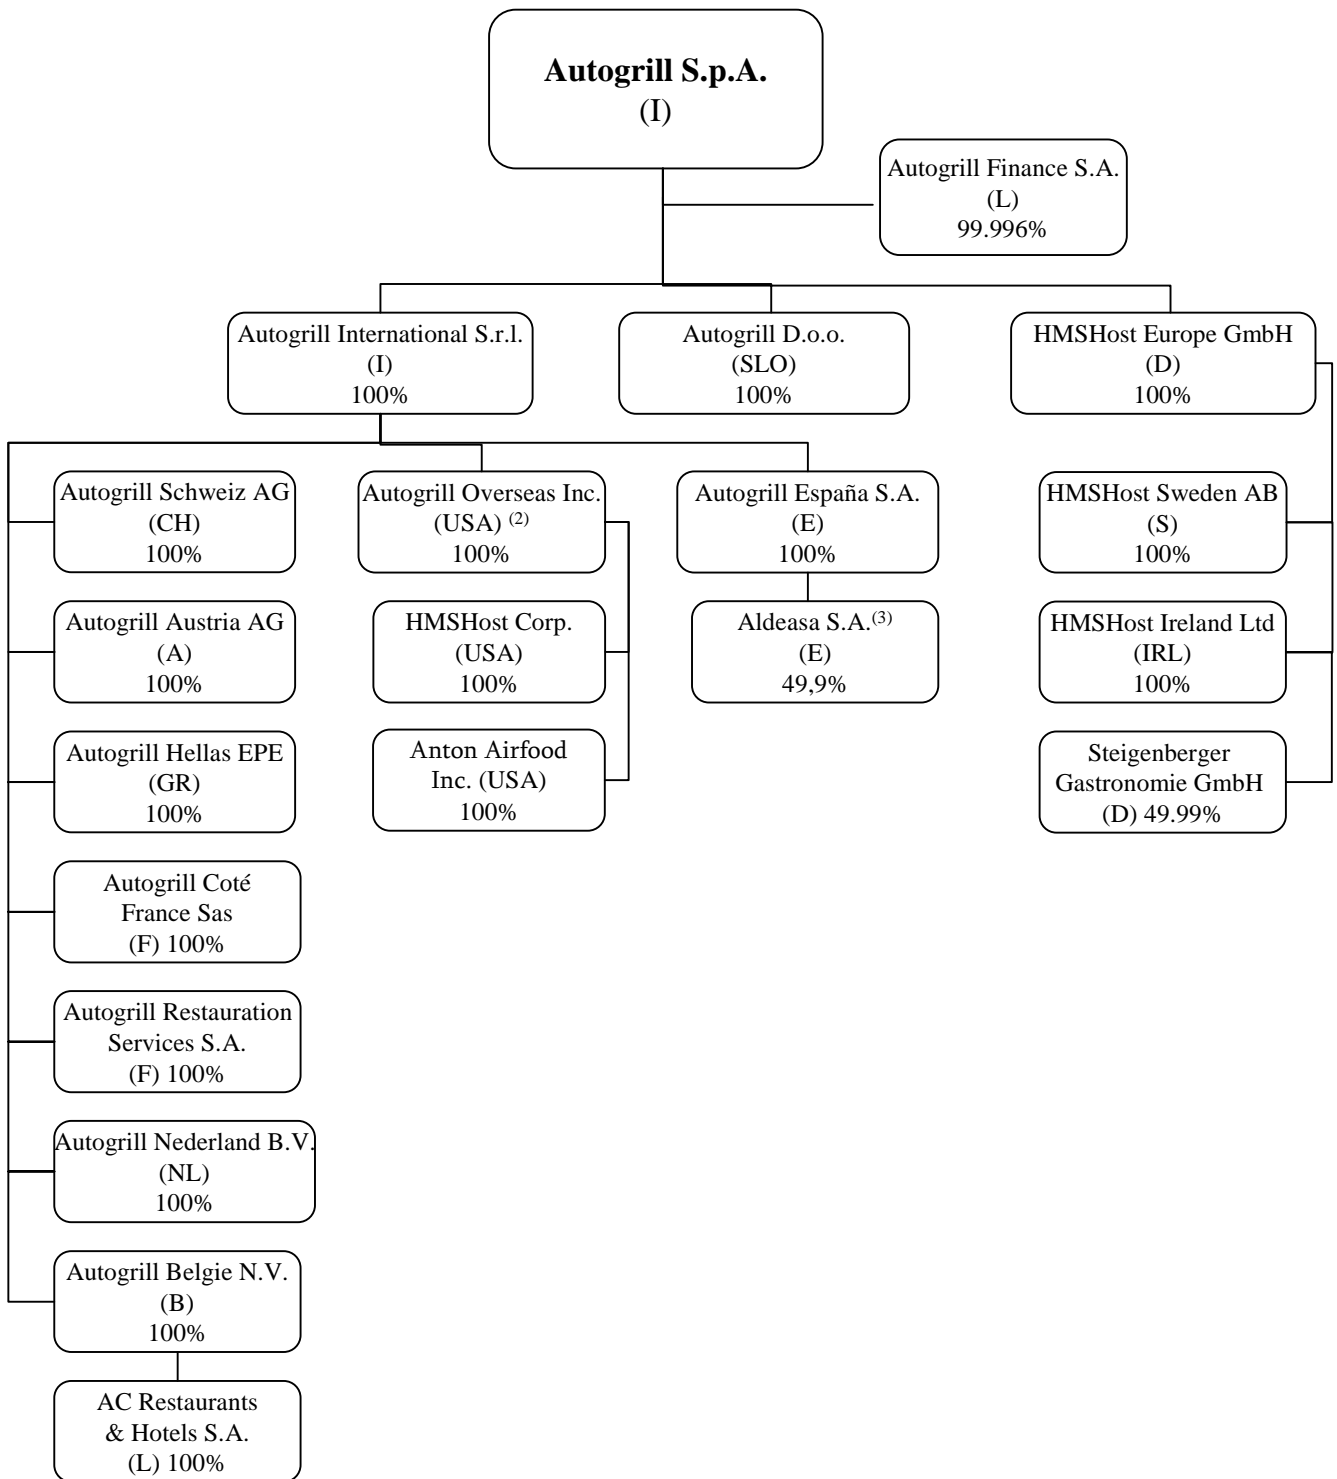 Autogrill S.p.A.
(I)
Autogrill Finance S.A.
(L)
99.996%
Autogrill International S.r.l.
(I)
100%
Autogrill D.o.o.
(SLO)
100%
HMSHost Europe GmbH
(D)
100%
Autogrill Schweiz AG
(CH)
100%
Autogrill Overseas Inc.
(USA) (2)
100%
Autogrill España S.A.
(E)
100%
HMSHost Sweden AB
(S)
100%
Autogrill Austria AG
(A)
100%
HMSHost Corp.
(USA)
100%
Aldeasa S.A.(3)
(E)
49,9%
HMSHost Ireland Ltd
(IRL)
100%
Autogrill Hellas EPE
(GR)
100%
Anton Airfood
Inc. (USA)
100%
Steigenberger
Gastronomie GmbH
(D) 49.99%
Autogrill Coté
France Sas
(F) 100%
Autogrill Restauration
Services S.A.
(F) 100%
Autogrill Nederland B.V.
(NL)
100%
Autogrill Belgie N.V.
(B)
100%
AC Restaurants
& Hotels S.A.
(L) 100%